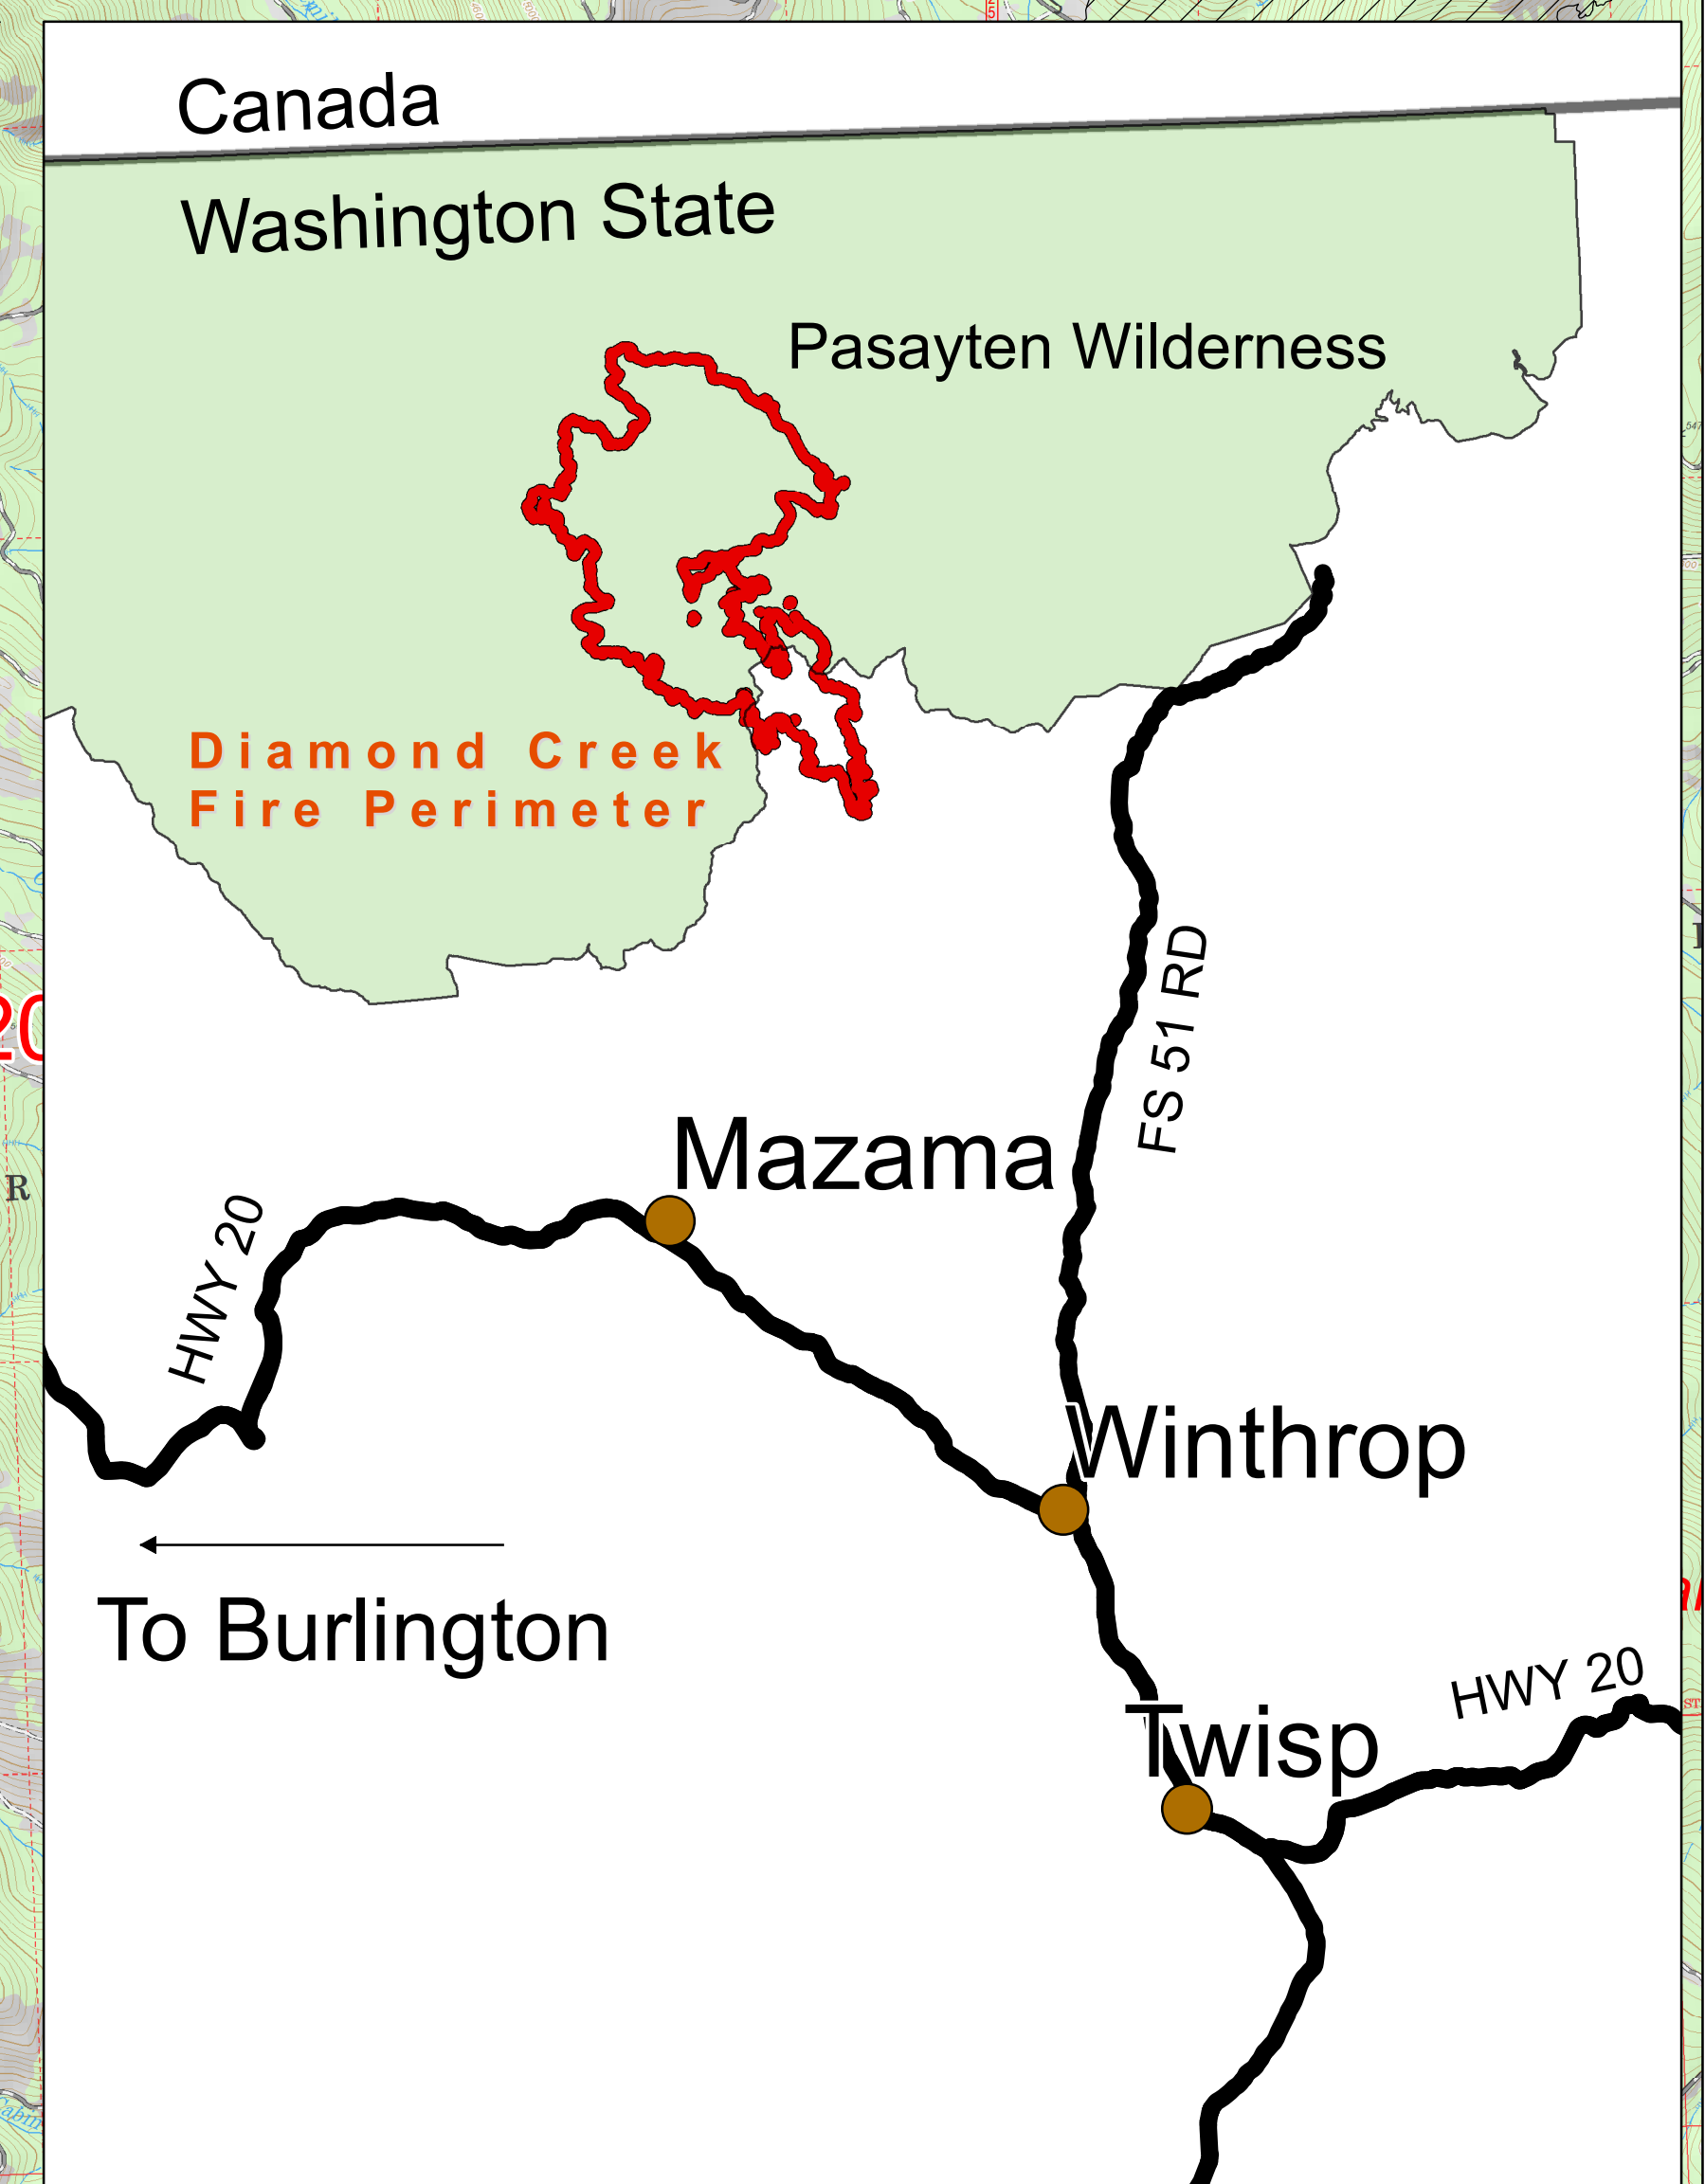 Canada
Washington State
Pasayten Wilderness
Diamond Creek
Fire Perimeter
FS 51 RD
Mazama
HWY 20
Winthrop
To Burlington
HWY 20
Twisp
20
R